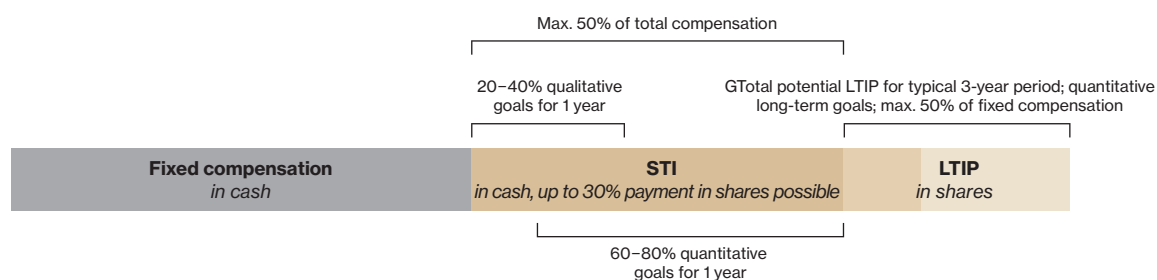 Max. 50% of total compensation
20–40% qualitative
goals for 1 year
GTotal potential LTIP for typical 3-year period; quantitative
long-term goals; max. 50% of fixed compensation
Fixed compensation
in cash
STI
in cash, up to 30% payment in shares possible
LTIP
in shares
60–80% quantitative
goals for 1 year